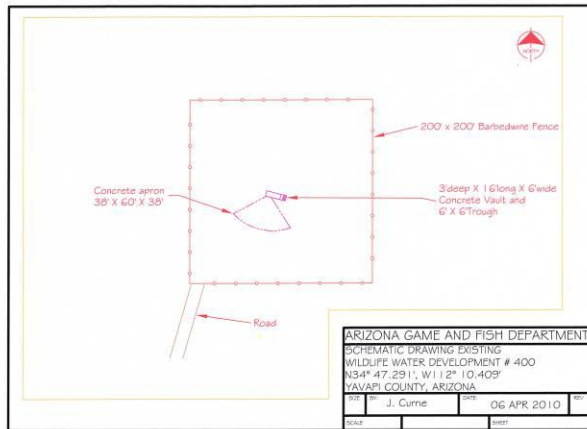 NORTH
200' x 200' Barbedwire Fence
Concrete apron
38' X 60' X 38'
3'deep X 16'long X 6'wide
Concrete Vault and
6' X 6'Trough
Road
ARIZONA GAME AND FISH DEPARTMENT
SCHEMATIC DRAWING EXISTING
WILDLIFE WATER DEVELOPMENT # 400
N34° 47.291', W112° 10.409'
YAVAPI COUNTY, ARIZONA
SIZE BY: J. Currie DATE: 06 APR 2010 REV
SCALE SHEET